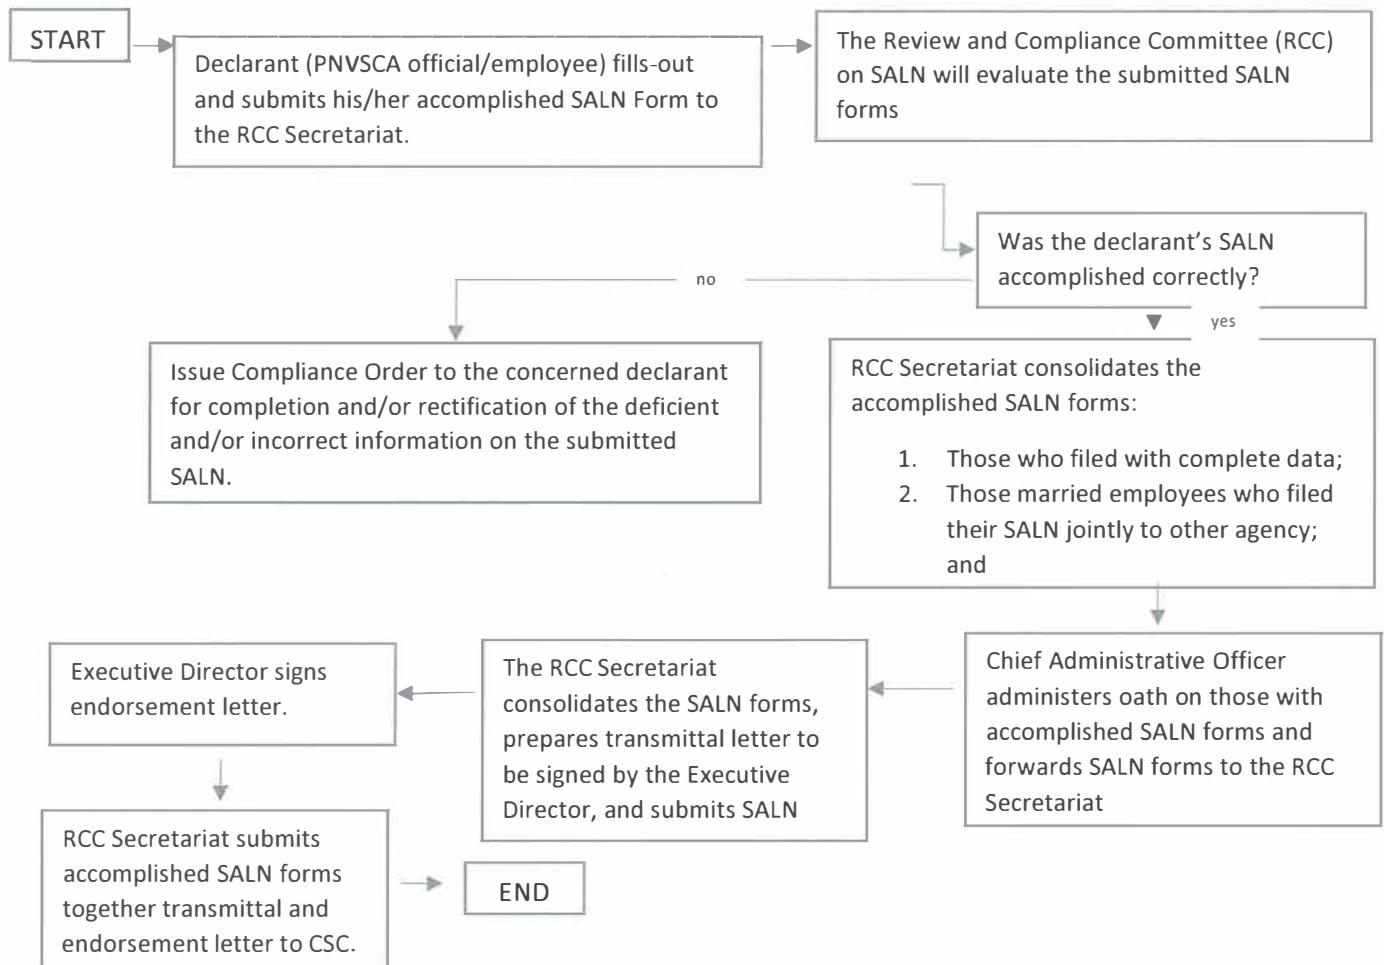 START
Declarant (PNVSCA official/employee) fills-out
and submits his/her accomplished SALN Form to
the RCC Secretariat.
The Review and Compliance Committee (RCC)
on SALN will evaluate the submitted SALN
forms
Was the declarant's SALN
accomplished correctly?
no
yes
Issue Compliance Order to the concerned declarant
for completion and/or rectification of the deficient
and/or incorrect information on the submitted
SALN.
RCC Secretariat consolidates the
accomplished SALN forms:
1. Those who filed with complete data;
2. Those married employees who filed
their SALN jointly to other agency;
and
Chief Administrative Officer
administers oath on those with
accomplished SALN forms and
forwards SALN forms to the RCC
Secretariat
The RCC Secretariat
consolidates the SALN forms,
prepares transmittal letter to
be signed by the Executive
Director, and submits SALN
Executive Director signs
endorsement letter.
RCC Secretariat submits
accomplished SALN forms
together transmittal and
endorsement letter to CSC.
END